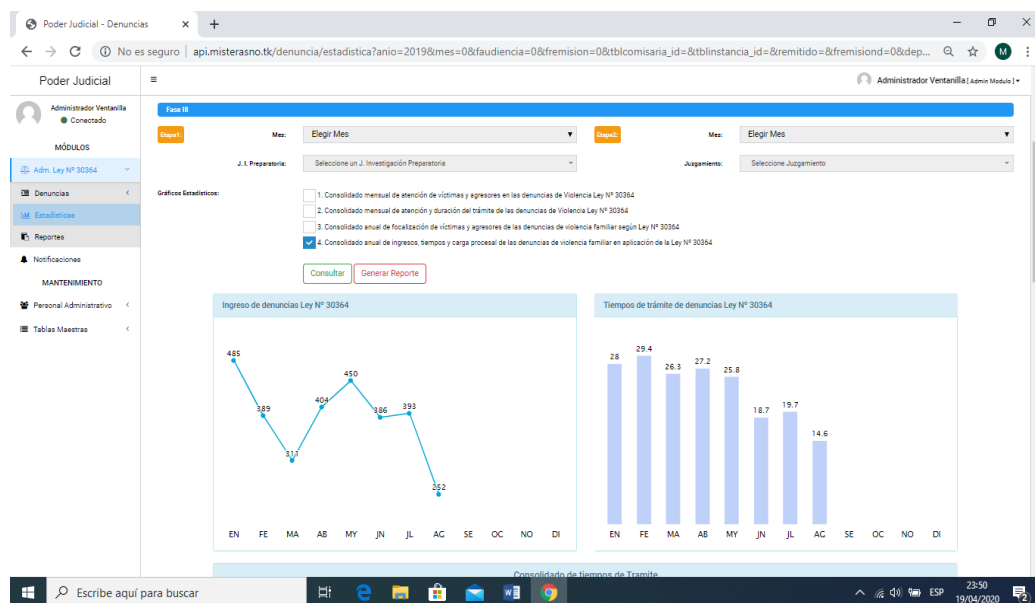 Poder Judicial - Denuncias
No es seguro | api.misterasno.tk/denuncia/estadistica?anio=2019&mes=0&faudiencia=0&fremision=0&tblcomisaria_id=&tblinstancia_id=&remitido=&fremisiond=0&dep...
M
Poder Judicial
Administrador Ventanilla [ Admin Modulo ]
Administrador Ventanilla
Conectado
MÓDULOS
Adm. Ley Nº 30364
Denuncias
Estadísticas
Reportes
Notificaciones
MANTENIMIENTO
Personal Administrativo
Tablas Maestras
Fase III
Etapa1:
Mes:
Elegir Mes
Etapa2:
Mes:
Elegir Mes
J. I. Preparatoria:
Seleccione un J. Investigación Preparatoria
Juzgamiento:
Seleccione Juzgamiento
Gráficos Estadísticos:
1. Consolidado mensual de atención de víctimas y agresores en las denuncias de Violencia Ley Nº 30364
2. Consolidado mensual de atención y duración del trámite de las denuncias de Violencia Ley Nº 30364
3. Consolidado anual de focalización de víctimas y agresores de las denuncias de violencia familiar según Ley Nº 30364
4. Consolidado anual de ingresos, tiempos y carga procesal de las denuncias de violencia familiar en aplicación de la Ley Nº 30364
Consultar
Generar Reporte
Ingreso de denuncias Ley Nº 30364
485
389
311
404
450
386
393
252
EN FE MA AB MY JN JL AG SE OC NO DI
Tiempos de trámite de denuncias Ley Nº 30364
28
29.4
26.3
27.2
25.8
18.7
19.7
14.6
EN FE MA AB MY JN JL AG SE OC NO DI
Consolidado de tiempos de Tramite
Escribe aquí para buscar
ESP
23:50
19/04/2020